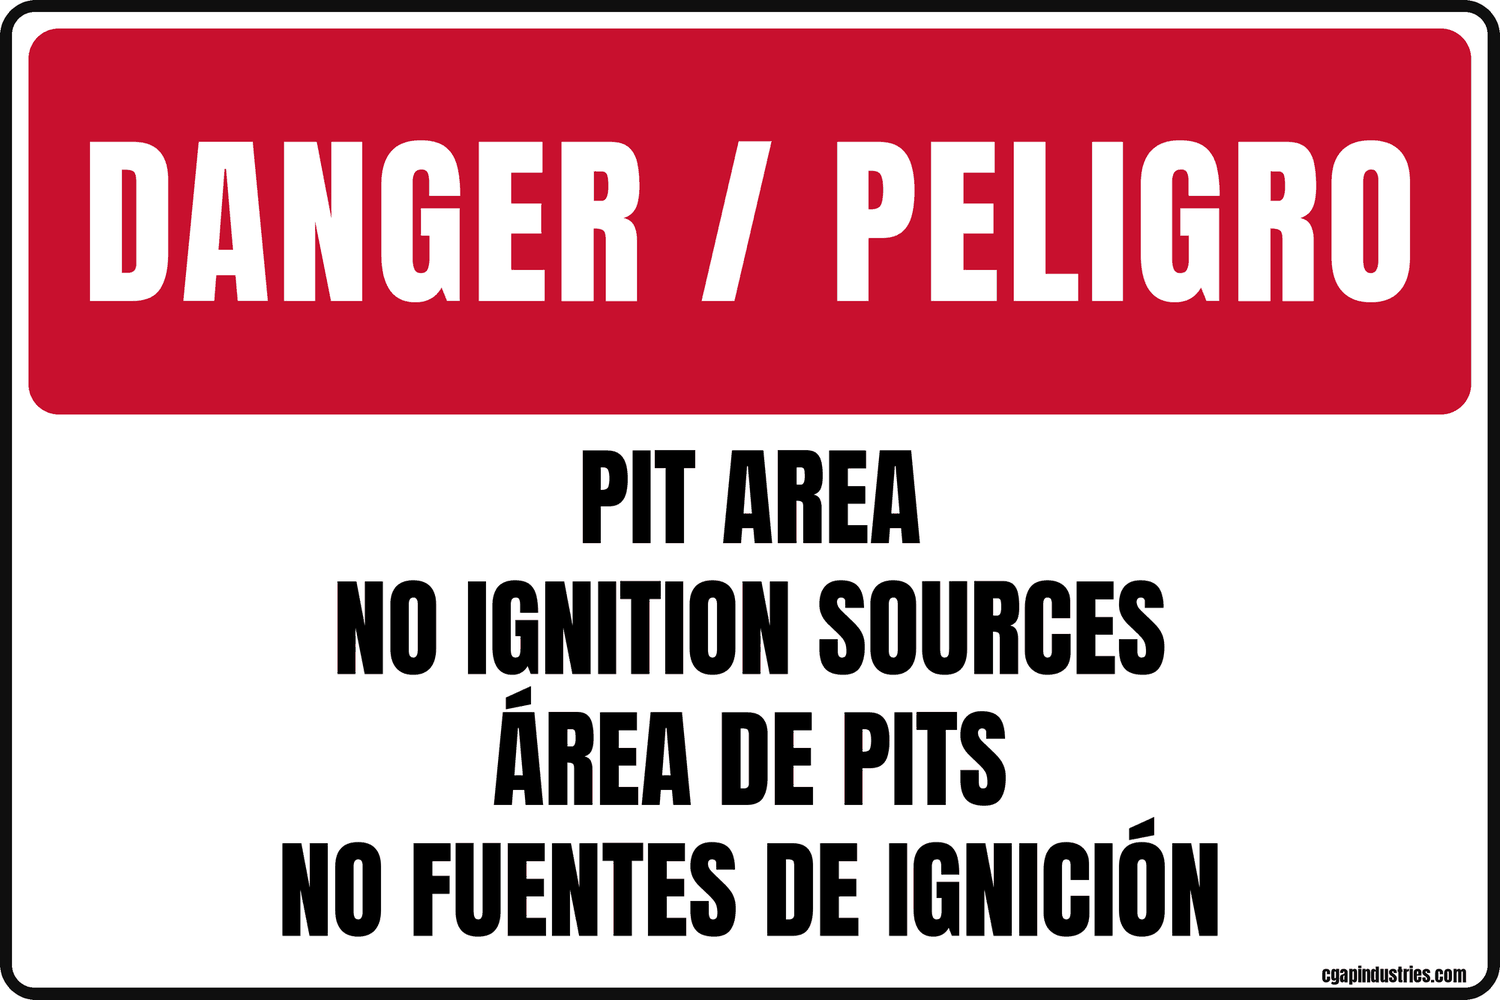 DANGER / PELIGRO
PIT AREA
NO IGNITION SOURCES
ÁREA DE PITS
NO FUENTES DE IGNICIÓN
cgapindustries.com